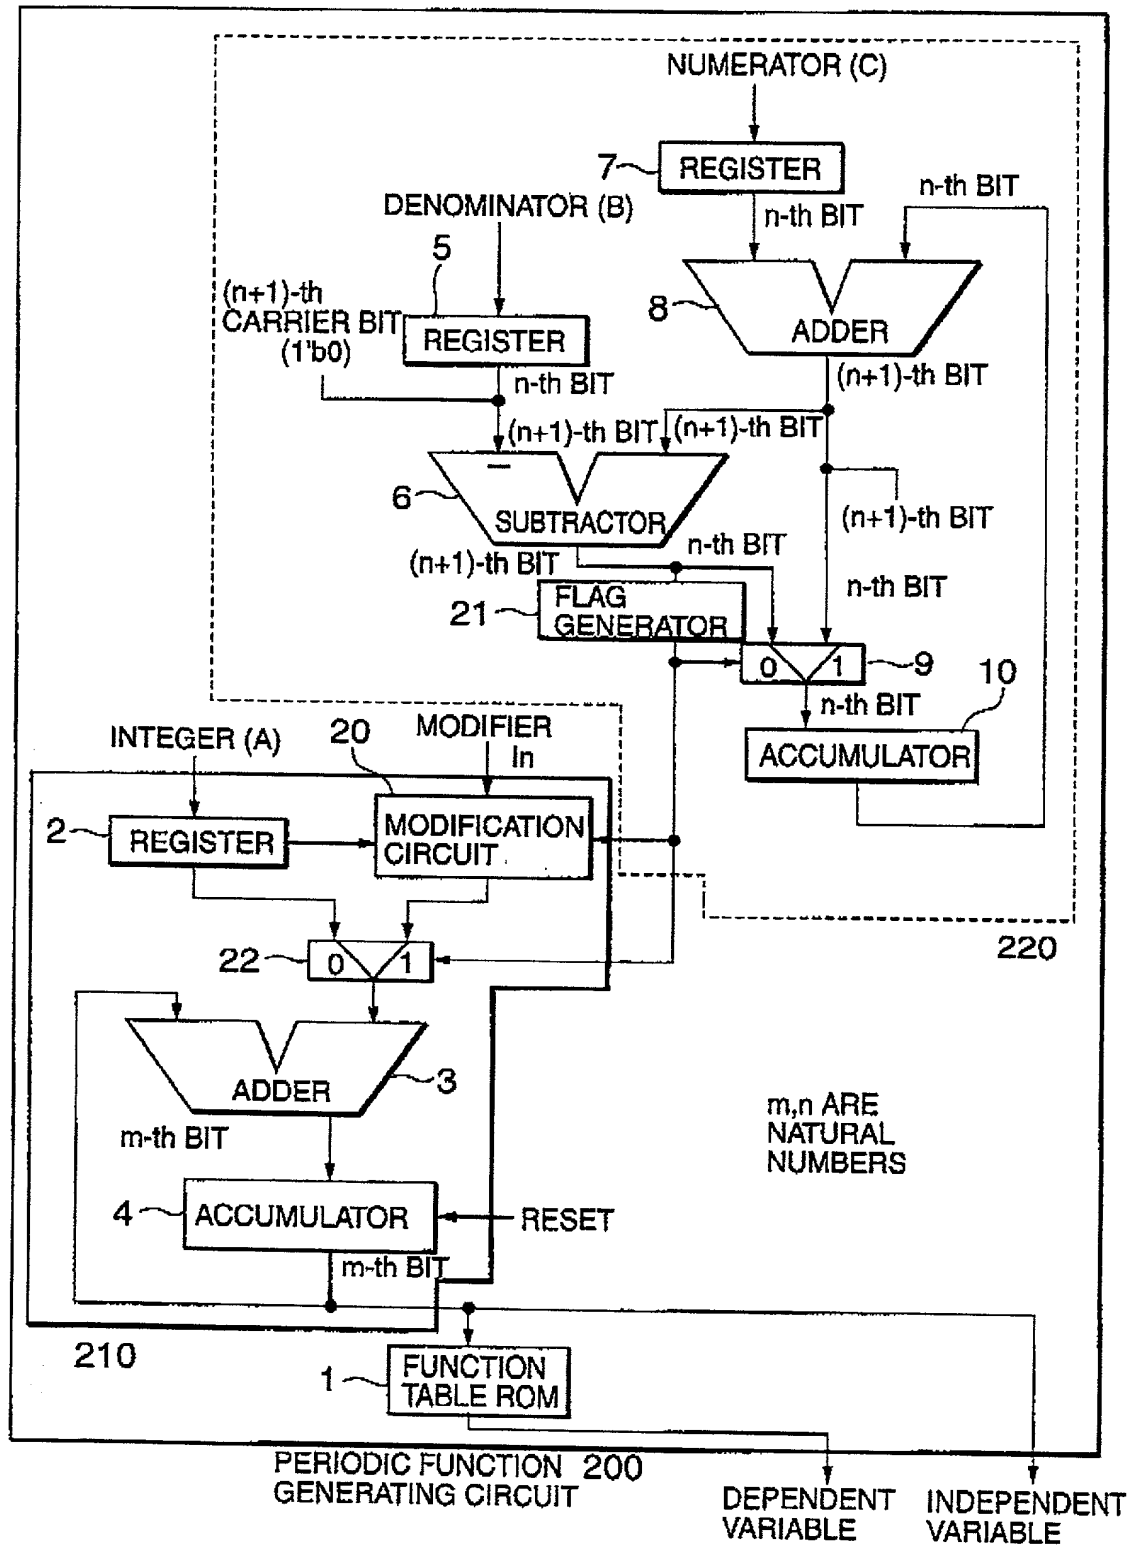 NUMERATOR (C)
7
REGISTER
n-th BIT
n-th BIT
DENOMINATOR (B)
5
(n+1)-th
CARRIER BIT
(1'b0)
REGISTER
n-th BIT
8
ADDER
(n+1)-th BIT
(n+1)-th BIT
(n+1)-th BIT
6
SUBTRACTOR
(n+1)-th BIT
(n+1)-th BIT
n-th BIT
n-th BIT
21
FLAG
GENERATOR
0
1
9
n-th BIT
10
ACCUMULATOR
INTEGER (A)
20
MODIFIER
In
2
REGISTER
MODIFICATION
CIRCUIT
220
22
0
1
ADDER
3
m-th BIT
m,n ARE
NATURAL
NUMBERS
4
ACCUMULATOR
RESET
m-th BIT
210
1
FUNCTION
TABLE ROM
PERIODIC FUNCTION 200
GENERATING CIRCUIT
DEPENDENT
VARIABLE
INDEPENDENT
VARIABLE